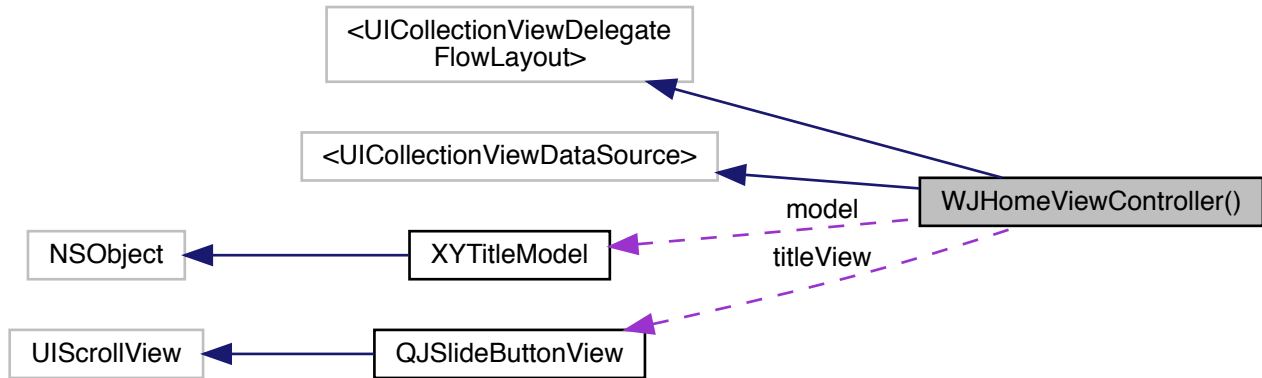 <UICollectionViewDelegate
FlowLayout>
<UICollectionViewDataSource>
WJHomeViewController()
model
NSObject
XYTitleModel
titleView
UIScrollView
QJSlideButtonView